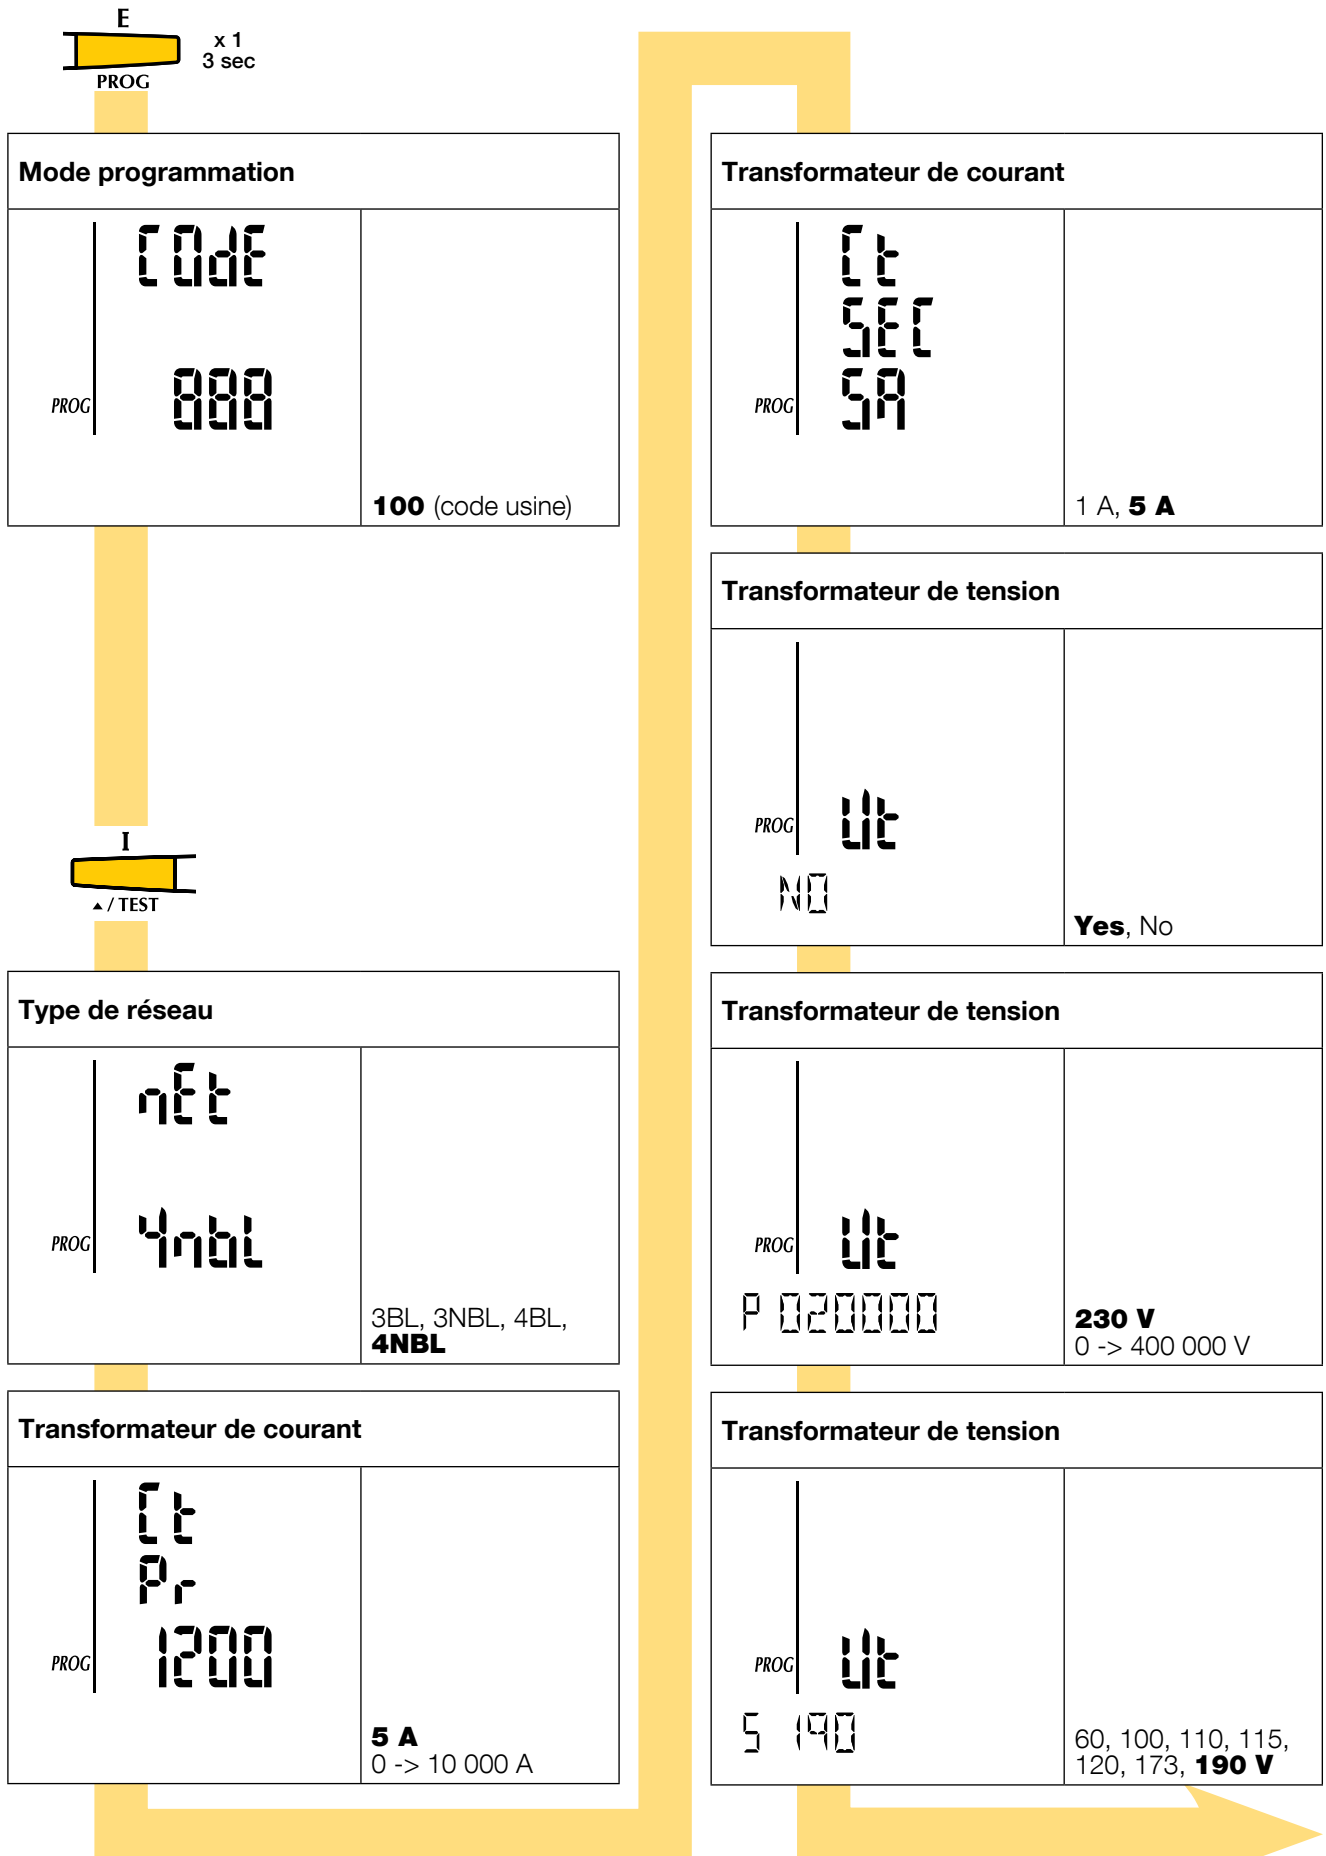 E
x 1
3 sec
PROG
Mode programmation
COdE
PROG
888
100 (code usine)
I
▲ / TEST
Type de réseau
nEt
PROG
4nbL
3BL, 3NBL, 4BL,
4NBL
Transformateur de courant
Ct
Pr
PROG
1200
5 A
0 -> 10 000 A
Transformateur de courant
Ct
SEC
PROG
5A
1 A, 5 A
Transformateur de tension
PROG
Ut
NO
Yes, No
Transformateur de tension
PROG
Ut
P 020000
230 V
0 -> 400 000 V
Transformateur de tension
PROG
Ut
S 190
60, 100, 110, 115,
120, 173, 190 V